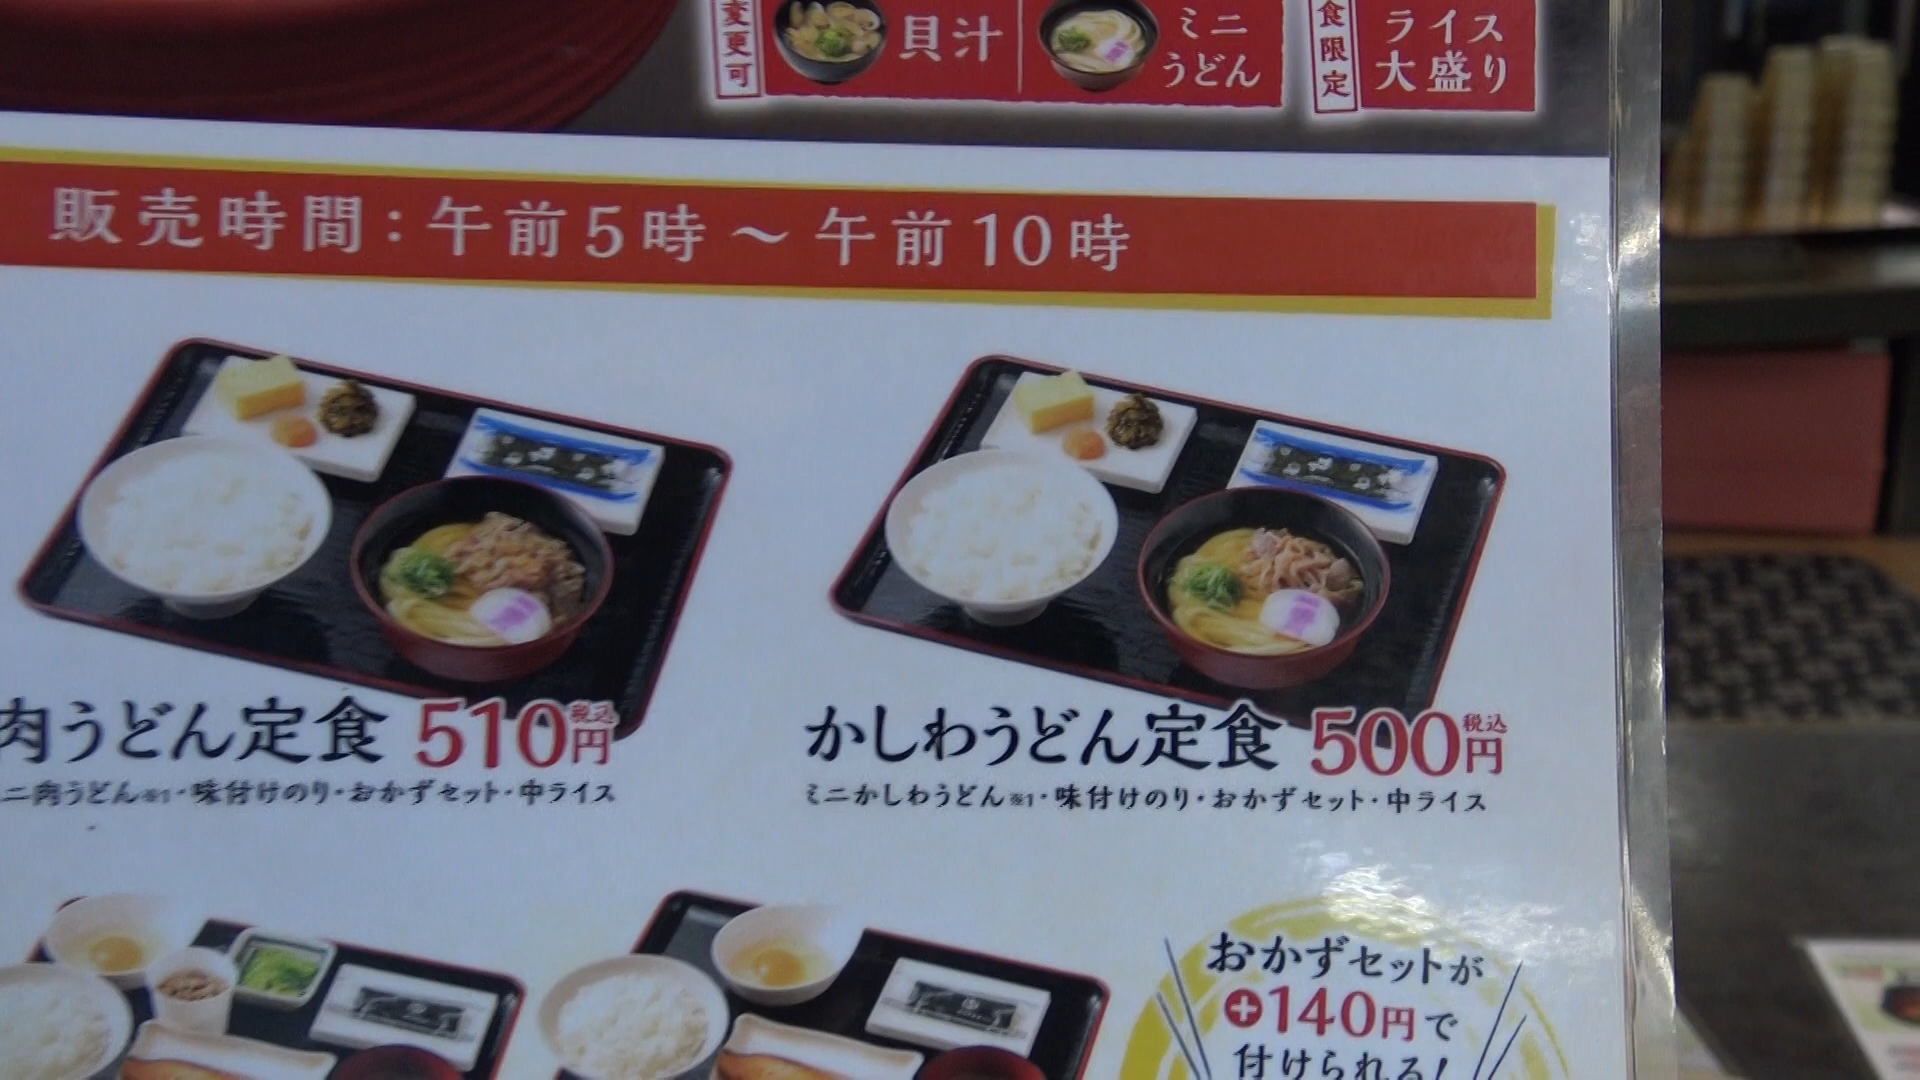 変更可
貝汁
ミニ
うどん
食限定
ライス
大盛り
販売時間：午前5時～午前10時
肉うどん定食 510円 税込
ニ肉うどん※1・味付けのり・おかずセット・中ライス
かしわうどん定食 500円 税込
ミニかしわうどん※1・味付けのり・おかずセット・中ライス
おかずセットが
+140円で
付けられる!